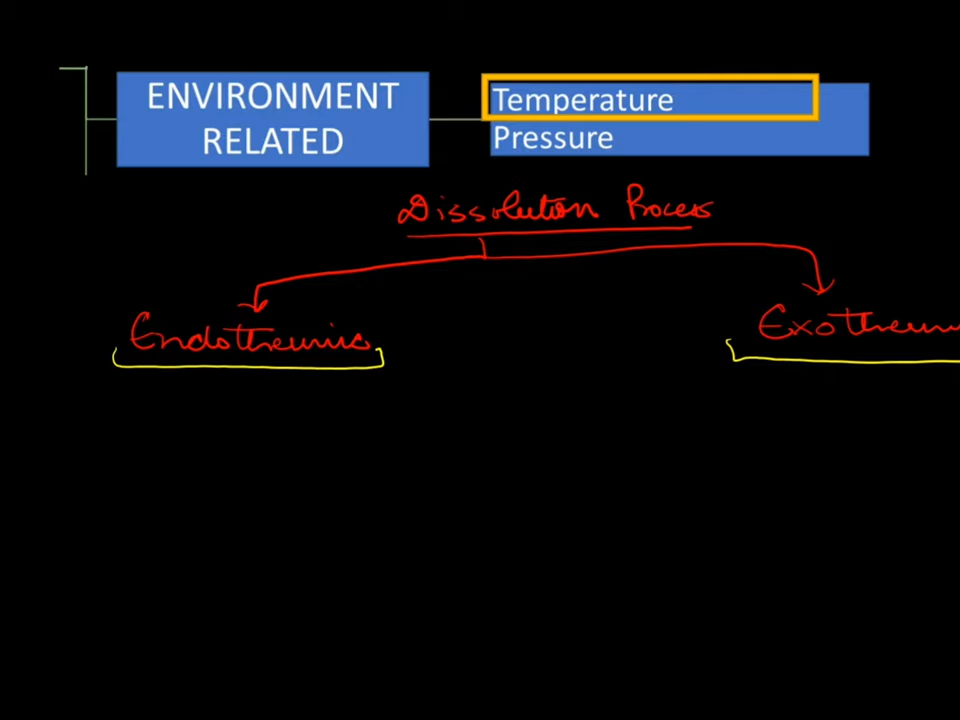 ENVIRONMENT
RELATED
Temperature
Pressure
Dissolution Process
Endothermic